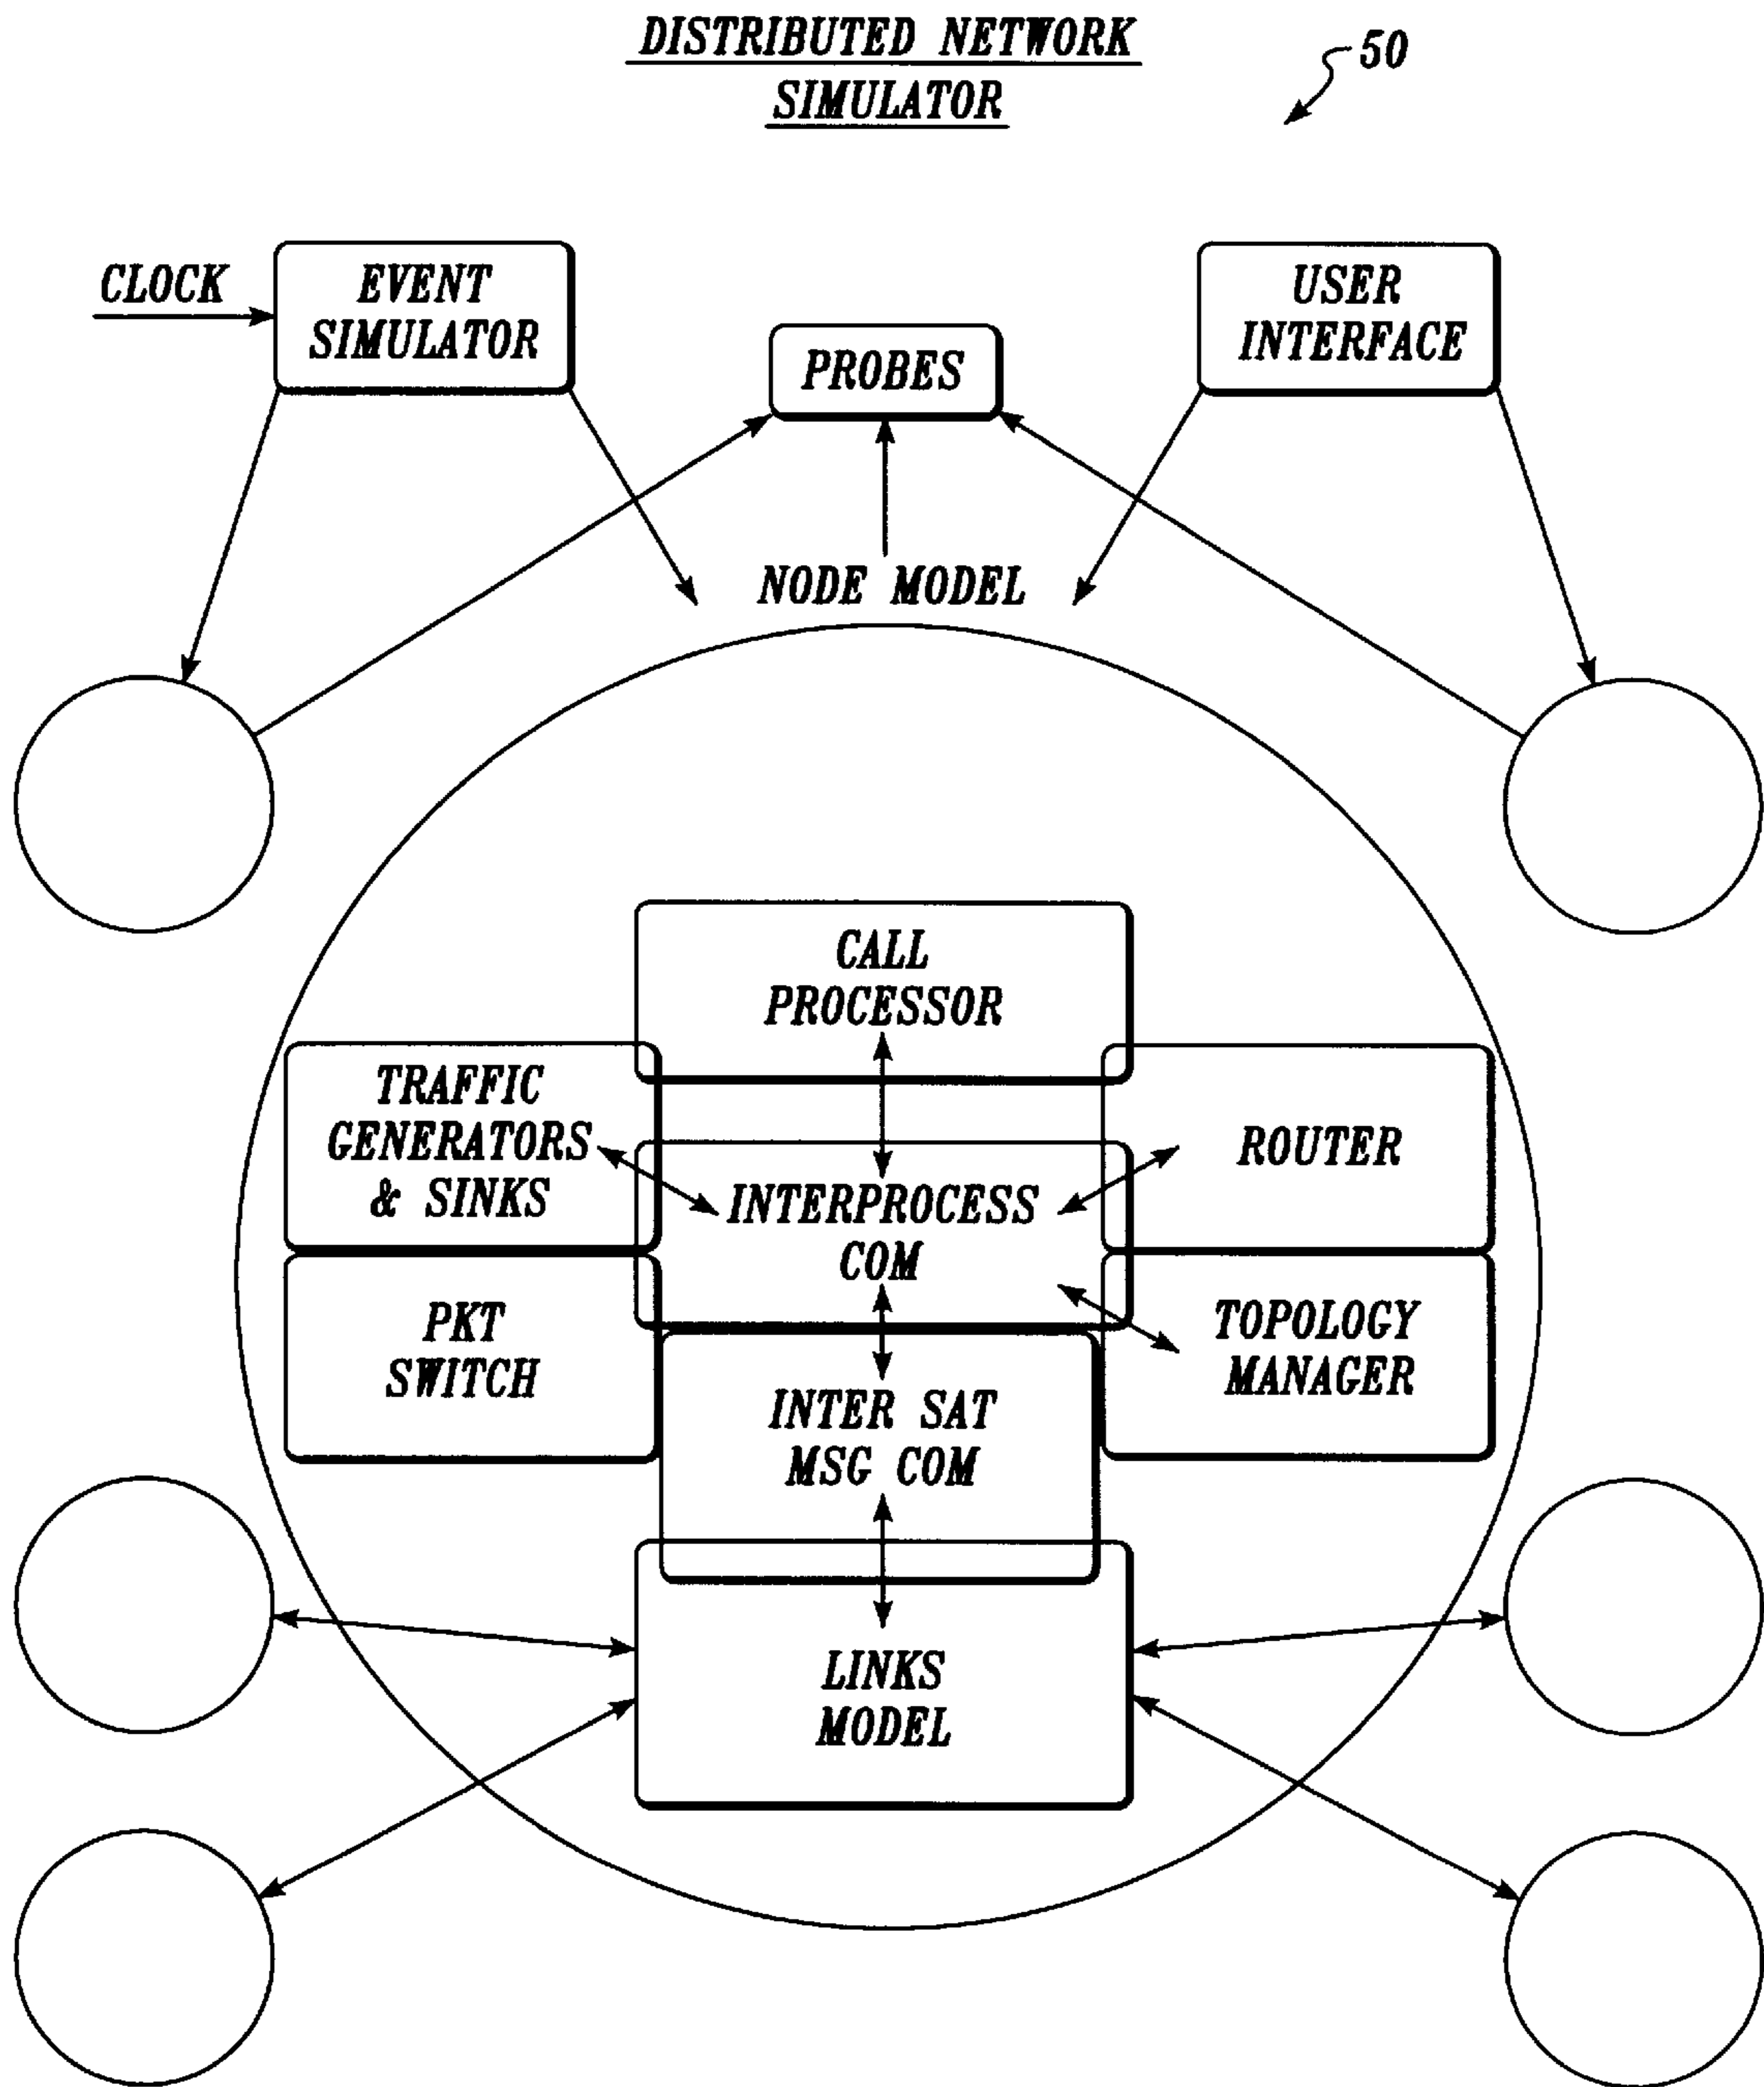 DISTRIBUTED NETWORK
SIMULATOR
50
CLOCK
EVENT
SIMULATOR
PROBES
USER
INTERFACE
NODE MODEL
CALL
PROCESSOR
TRAFFIC
GENERATORS
& SINKS
ROUTER
INTERPROCESS
COM
PKT
SWITCH
TOPOLOGY
MANAGER
INTER SAT
MSG COM
LINKS
MODEL